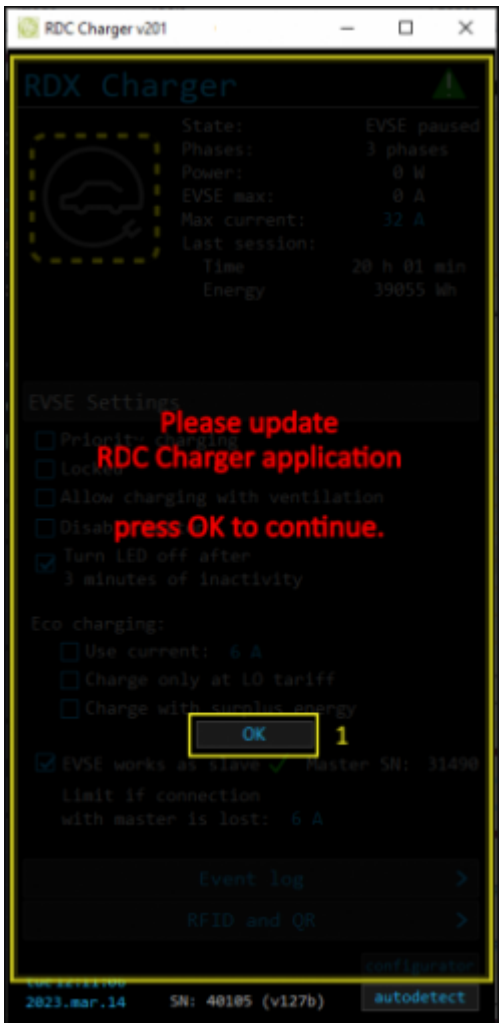 RDC Charger v201
RDX Charger
State: EVSE paused
Phases: 3 phases
Power: 0 W
EVSE max: 0 A
Max current: 32 A
Last session:
Time 20 h 01 min
Energy 39055 Wh
EVSE Settings
Please update
Priority charging
RDC Charger application
Locked
Allow charging with ventilation
press OK to continue.
Turn LED off after
3 minutes of inactivity
Eco charging:
Use current: 6 A
Charge only at LO tariff
Charge with surplus energy
OK 1
EVSE works as slave ✓ Master SN: 31490
Limit if connection
with master is lost: 6 A
Event log >
RFID and QR >
configurator
2023.mar.14 SN: 40105 (v127b) autodetect